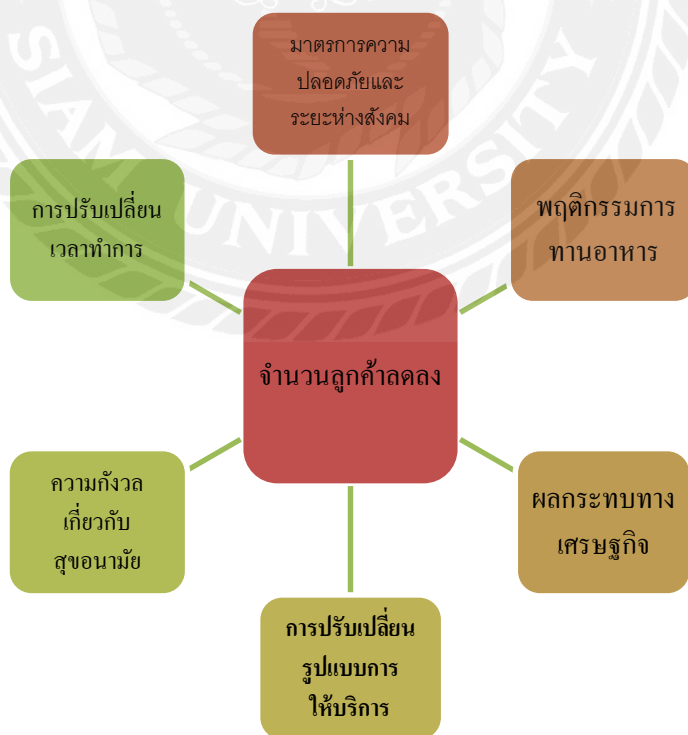 มาตรการความ
ปลอดภัยและ
ระยะห่างสังคม
การปรับเปลี่ยน
เวลาทำการ
พฤติกรรมการ
ทานอาหาร
จำนวนลูกค้าลดลง
ความกังวล
เกี่ยวกับ
สุขอนามัย
ผลกระทบทาง
เศรษฐกิจ
การปรับเปลี่ยน
รูปแบบการ
ให้บริการ
SIAM UNIVERSITY